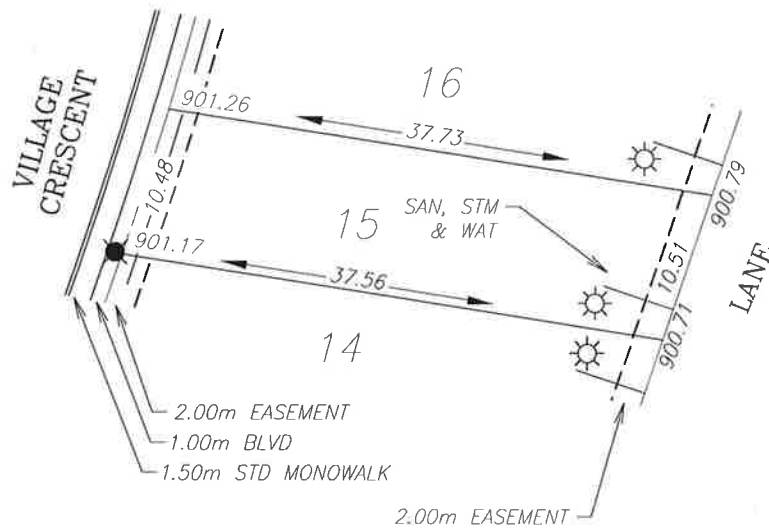 VILLAGE
CRESCENT
16
901.26
37.73
10.48
900.79
SAN, STM
& WAT
15
901.17
37.56
10.51
LANE
900.71
14
2.00m EASEMENT
1.00m BLVD
1.50m STD MONOWALK
2.00m EASEMENT